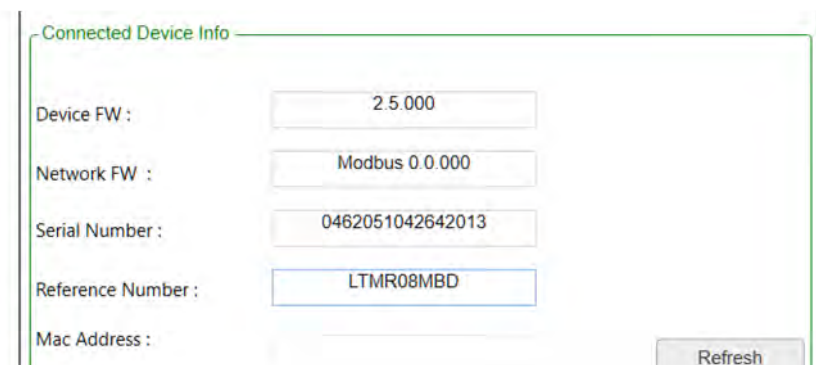 Connected Device Info
Device FW : 2.5.000
Network FW : Modbus 0.0.000
Serial Number : 0462051042642013
Reference Number : LTMR08MBD
Mac Address :
Refresh